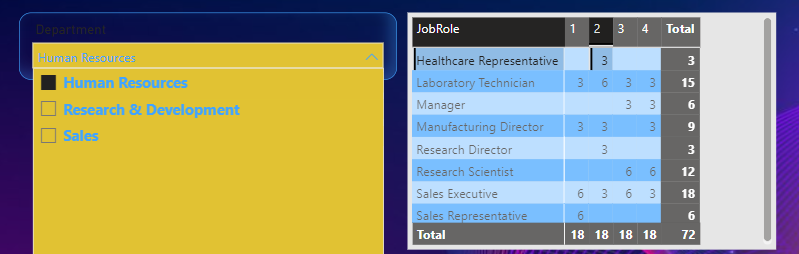 Department
Human Resources
Human Resources
Research & Development
Sales
JobRole 1 2 3 4 Total
Healthcare Representative 3 3
Laboratory Technician 3 6 3 3 15
Manager 3 3 6
Manufacturing Director 3 3 3 9
Research Director 3 3
Research Scientist 6 6 12
Sales Executive 6 3 6 3 18
Sales Representative 6 6
Total 18 18 18 18 72